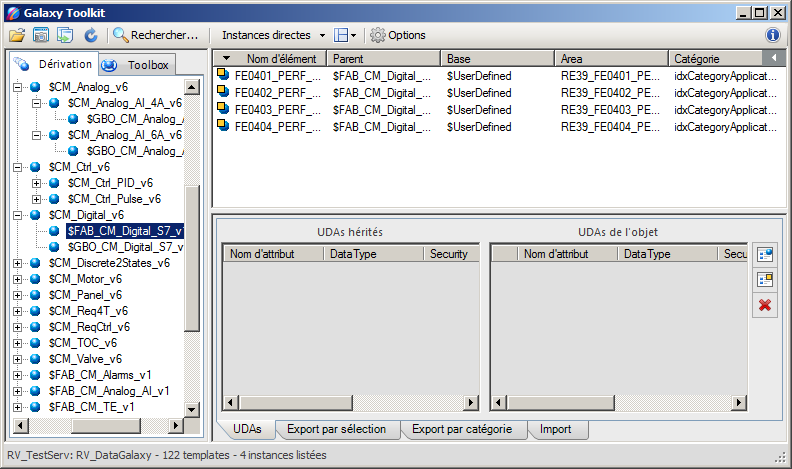 Galaxy Toolkit
Rechercher... Instances directes Options
Dérivation Toolbox
$CM_Analog_v6
$CM_Analog_AI_4A_v6
$GBO_CM_Analog_A
$CM_Analog_AI_6A_v6
$GBO_CM_Analog_A
$CM_Ctrl_v6
$CM_Ctrl_PID_v6
$CM_Ctrl_Pulse_v6
$CM_Digital_v6
$FAB_CM_Digital_S7_v
$GBO_CM_Digital_S7_v
$CM_Discrete2States_v6
$CM_Motor_v6
$CM_Panel_v6
$CM_Req4T_v6
$CM_ReqCtrl_v6
$CM_TOC_v6
$CM_Valve_v6
$FAB_CM_Alarms_v1
$FAB_CM_Analog_AI_v1
$FAB_CM_TE_v1
Nom d'élément Parent Base Area Catégorie
FE0401_PERF_... $FAB_CM_Digital_... $UserDefined RE39_FE0401_PE... idxCategoryApplicat...
FE0402_PERF_... $FAB_CM_Digital_... $UserDefined RE39_FE0402_PE... idxCategoryApplicat...
FE0403_PERF_... $FAB_CM_Digital_... $UserDefined RE39_FE0403_PE... idxCategoryApplicat...
FE0404_PERF_... $FAB_CM_Digital_... $UserDefined RE39_FE0404_PE... idxCategoryApplicat...
UDAs hérités UDAs de l'objet
Nom d'attribut DataType Security Nom d'attribut DataType Secu
UDAs Export par sélection Export par catégorie Import
RV_TestServ: RV_DataGalaxy - 122 templates - 4 instances listées